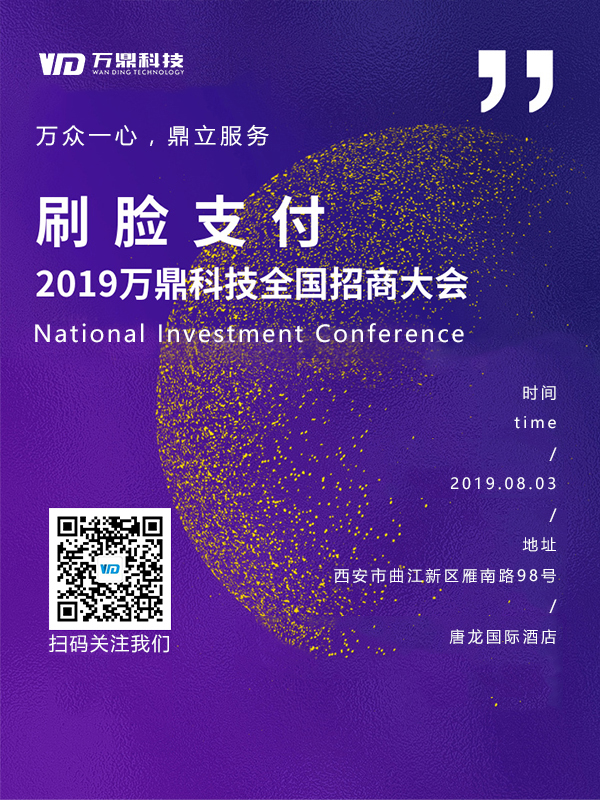 万鼎科技
WAN DING TECHNOLOGY
万众一心，鼎立服务
刷脸支付
2019万鼎科技全国招商大会
National Investment Conference
时间
time
/
2019.08.03
/
地址
西安市曲江新区雁南路98号
/
唐龙国际酒店
扫码关注我们